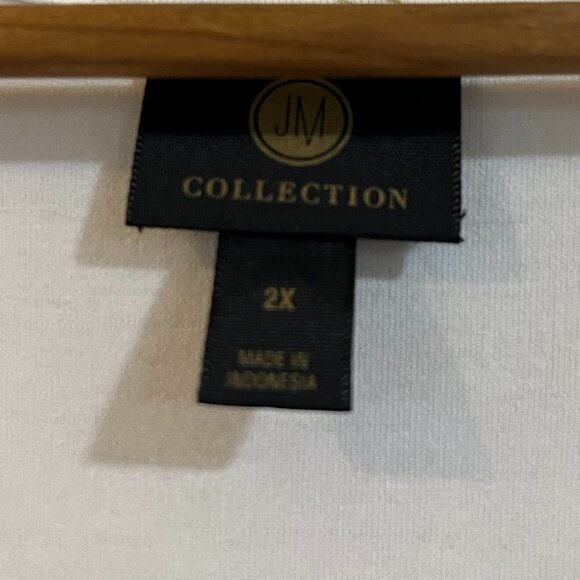 JM
COLLECTION
2X
MADE IN
INDONESIA